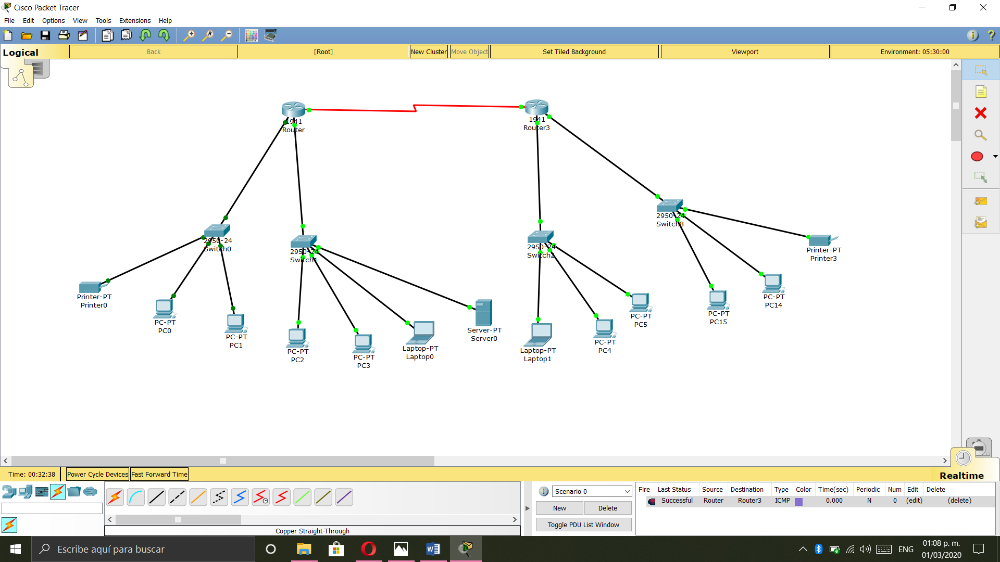 Cisco Packet Tracer
File Edit Options View Tools Extensions Help
Logical Back [Root] New Cluster Move Object Set Tiled Background Viewport Environment: 05:30:00
1941
Router
1941
Router3
2950-24
Switch0
2950-24
Switch1
2950-24
Switch2
2950-24
Switch8
Printer-PT
Printer0
PC-PT
PC0
PC-PT
PC1
PC-PT
PC2
PC-PT
PC3
Laptop-PT
Laptop0
Server-PT
Server0
Laptop-PT
Laptop1
PC-PT
PC4
PC-PT
PC5
PC-PT
PC15
PC-PT
PC14
Printer-PT
Printer3
Time: 00:32:38 Power Cycle Devices Fast Forward Time Realtime
Scenario 0
New Delete
Toggle PDU List Window
Fire Last Status Source Destination Type Color Time(sec) Periodic Num Edit Delete
Successful Router Router3 ICMP 0.000 N 0 (edit) (delete)
Copper Straight-Through
Escribe aquí para buscar
ENG
01:08 p. m.
01/03/2020